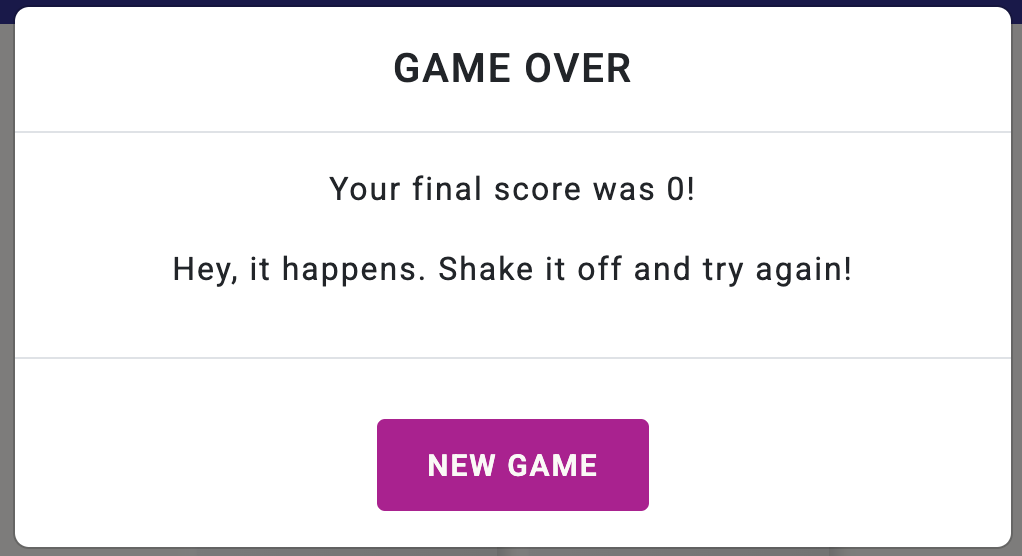 GAME OVER
Your final score was 0!
Hey, it happens. Shake it off and try again!
NEW GAME